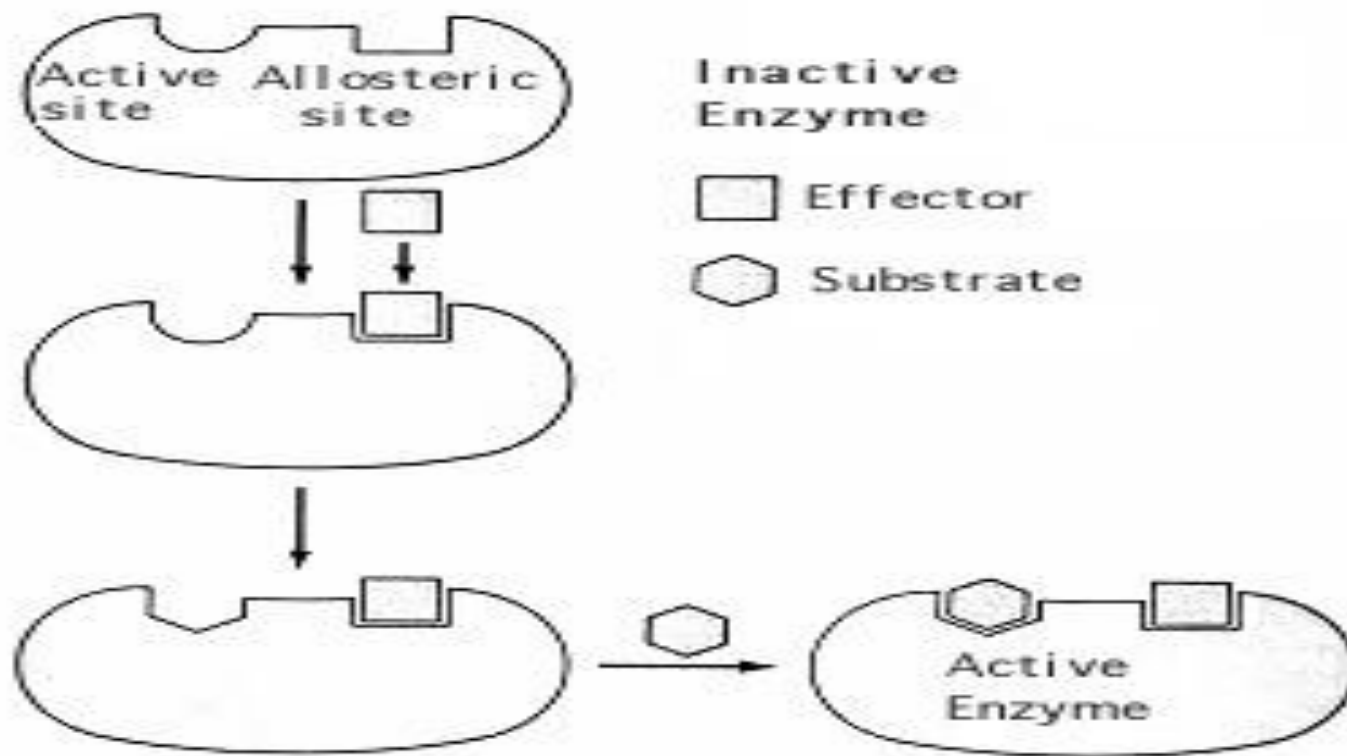 Active Allosteric
site site
Inactive
Enzyme
Effector
Substrate
Active
Enzyme